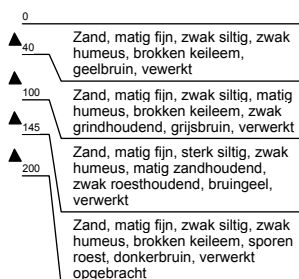 0
Zand, matig fijn, zwak siltig, zwak
humeus, brokken keileem,
geelbruin, vewerkt
40
Zand, matig fijn, zwak siltig, matig
humeus, brokken keileem, zwak
grindhoudend, grijsbruin, verwerkt
100
Zand, matig fijn, sterk siltig, zwak
humeus, matig zandhoudend,
zwak roesthoudend, bruingeel,
verwerkt
145
Zand, matig fijn, zwak siltig, zwak
humeus, brokken keileem, sporen
roest, donkerbruin, verwerkt
opgebracht
200